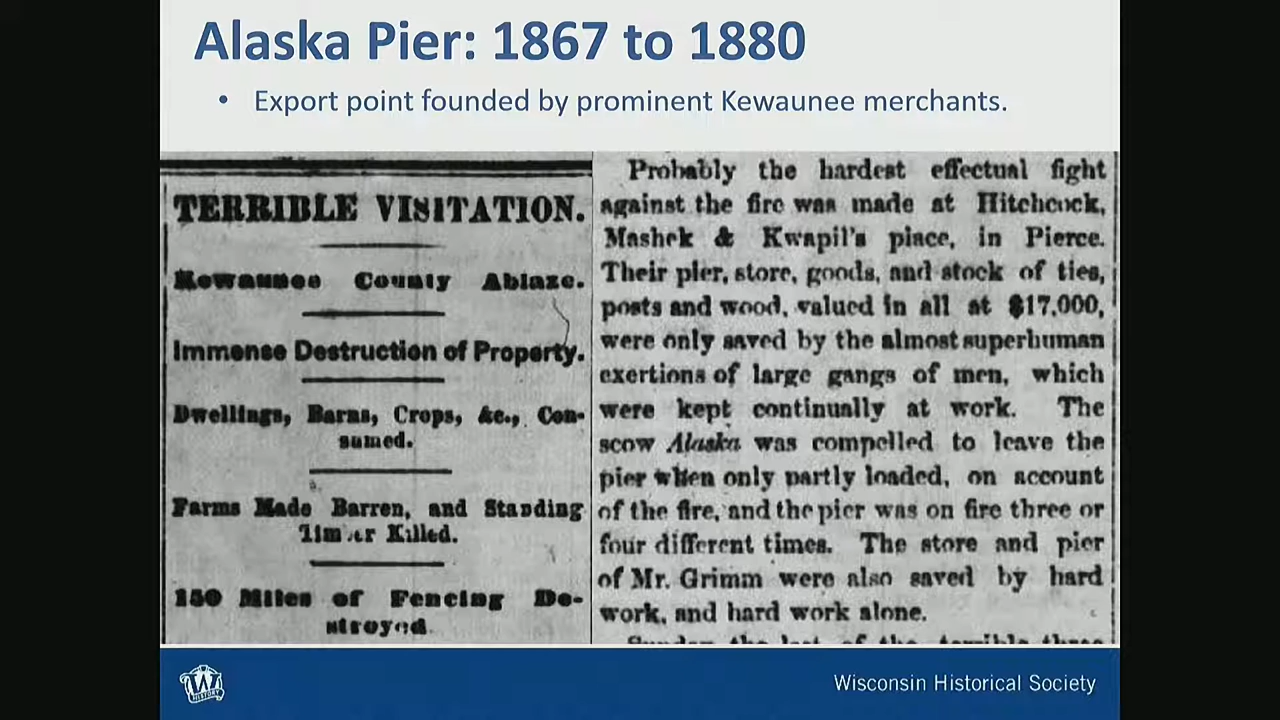 Alaska Pier: 1867 to 1880
• Export point founded by prominent Kewaunee merchants.
TERRIBLE VISITATION.
Kewaunee County Ablaze.
Immense Destruction of Property.
Dwellings, Barns, Crops, &c., Con-
sumed.
Farms Made Barren, and Standing
Timber Killed.
150 Miles of Fencing De-
stroyed.
Probably the hardest effectual fight
against the fire was made at Hitchcock,
Mashek & Kwapil's place, in Pierce.
Their pier, store, goods, and stock of ties,
posts and wood, valued in all at $17,000,
were only saved by the almost superhuman
exertions of large gangs of men, which
were kept continually at work. The
scow Alaska was compelled to leave the
pier when only partly loaded, on account
of the fire, and the pier was on fire three or
four different times. The store and pier
of Mr. Grimm were also saved by hard
work, and hard work alone.
W
HISTORY
Wisconsin Historical Society